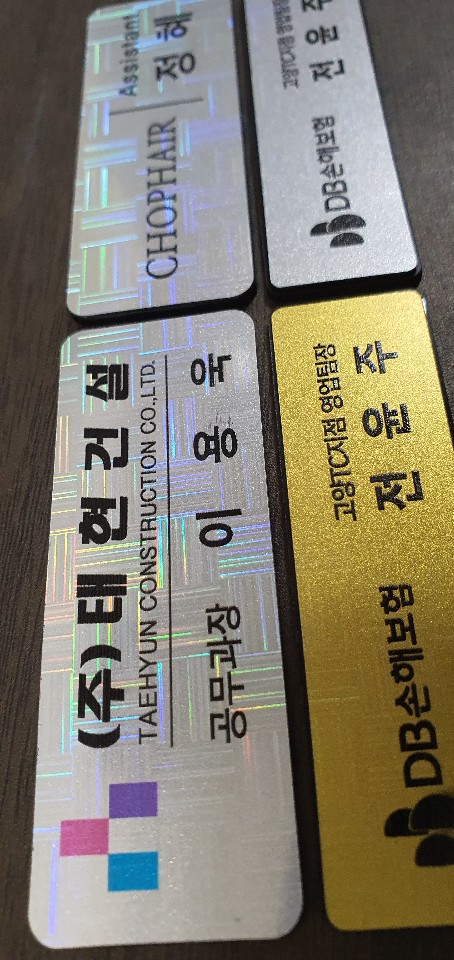 Assistant
정 혜
CHOPHAIR
고양TC지점 영업팀장
전 윤 주
DB손해보험
(주)태현건설
TAEHYUN CONSTRUCTION CO.,LTD.
공무과장 이 용 욱
고양TC지점 영업팀장
전 윤 주
DB손해보험